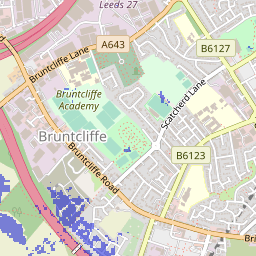 Leeds 27
A643
Bruntcliffe Lane
B6127
Bruntcliffe
Academy
Scatcherd Lane
Bruntcliffe
B6123
Bruntcliffe Road